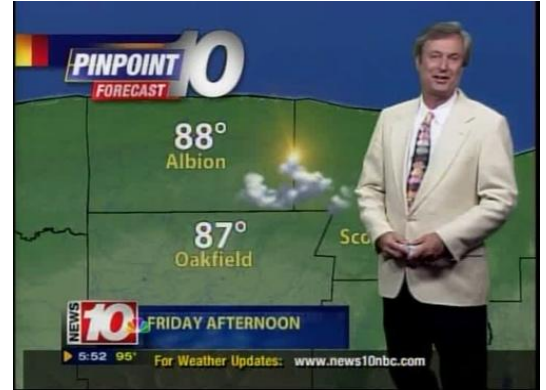 PINPOINT 10
FORECAST
88°
Albion
87°
Oakfield
Sco
NEWS 10
FRIDAY AFTERNOON
5:52 95° For Weather Updates: www.news10nbc.com